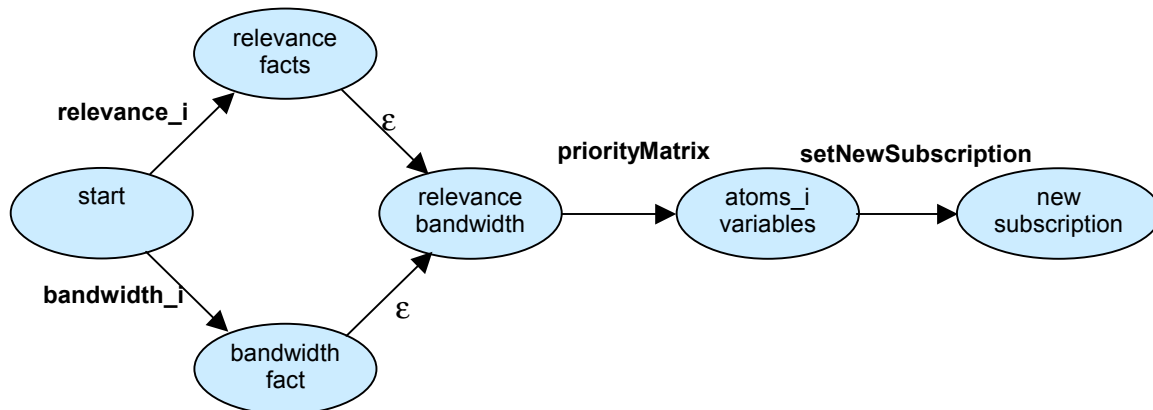 relevance
facts
relevance_i
ε
priorityMatrix
setNewSubscription
start
relevance
bandwidth
atoms_i
variables
new
subscription
bandwidth_i
ε
bandwidth
fact